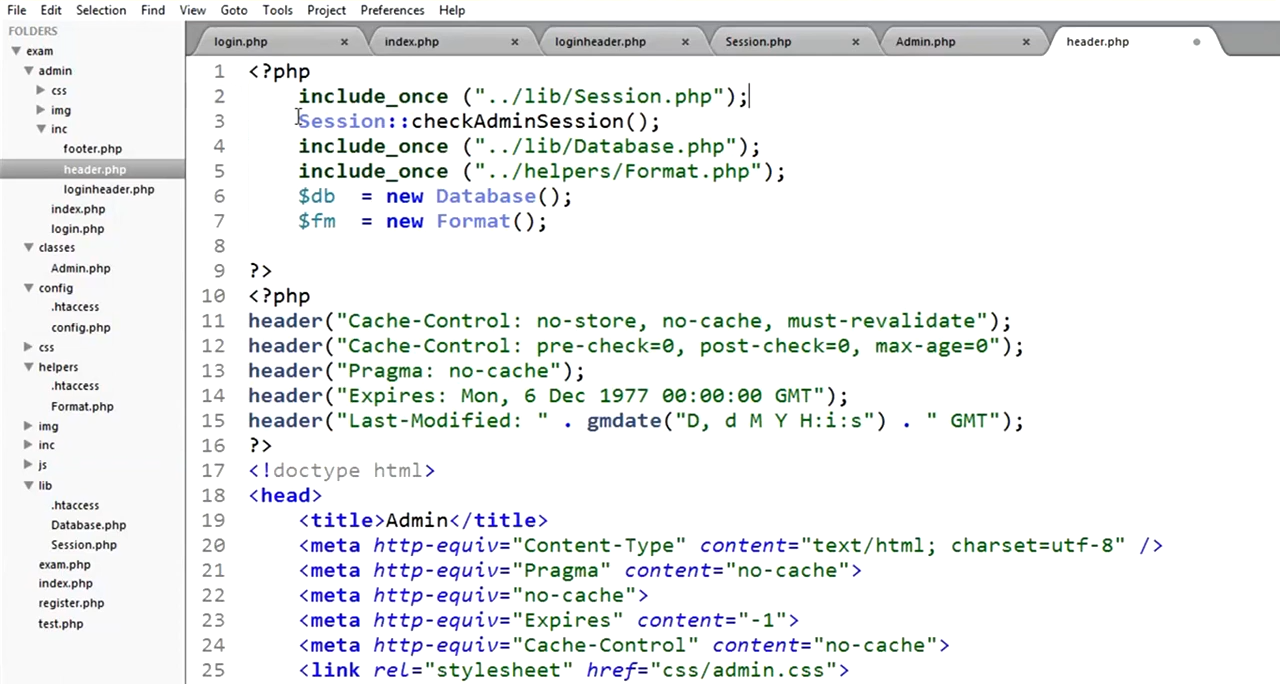 File Edit Selection Find View Goto Tools Project Preferences Help
FOLDERS
exam
admin
css
img
inc
footer.php
header.php
loginheader.php
index.php
login.php
classes
Admin.php
config
.htaccess
config.php
css
helpers
.htaccess
Format.php
img
inc
js
lib
.htaccess
Database.php
Session.php
exam.php
index.php
register.php
test.php
login.php × index.php × loginheader.php × Session.php × Admin.php × header.php
1 <?php
2 include_once ("../lib/Session.php");
3 Session::checkAdminSession();
4 include_once ("../lib/Database.php");
5 include_once ("../helpers/Format.php");
6 $db = new Database();
7 $fm = new Format();
8
9 ?>
10 <?php
11 header("Cache-Control: no-store, no-cache, must-revalidate");
12 header("Cache-Control: pre-check=0, post-check=0, max-age=0");
13 header("Pragma: no-cache");
14 header("Expires: Mon, 6 Dec 1977 00:00:00 GMT");
15 header("Last-Modified: " . gmdate("D, d M Y H:i:s") . " GMT");
16 ?>
17 <!doctype html>
18 <head>
19 <title>Admin</title>
20 <meta http-equiv="Content-Type" content="text/html; charset=utf-8" />
21 <meta http-equiv="Pragma" content="no-cache">
22 <meta http-equiv="no-cache">
23 <meta http-equiv="Expires" content="-1">
24 <meta http-equiv="Cache-Control" content="no-cache">
25 <link rel="stylesheet" href="css/admin.css">